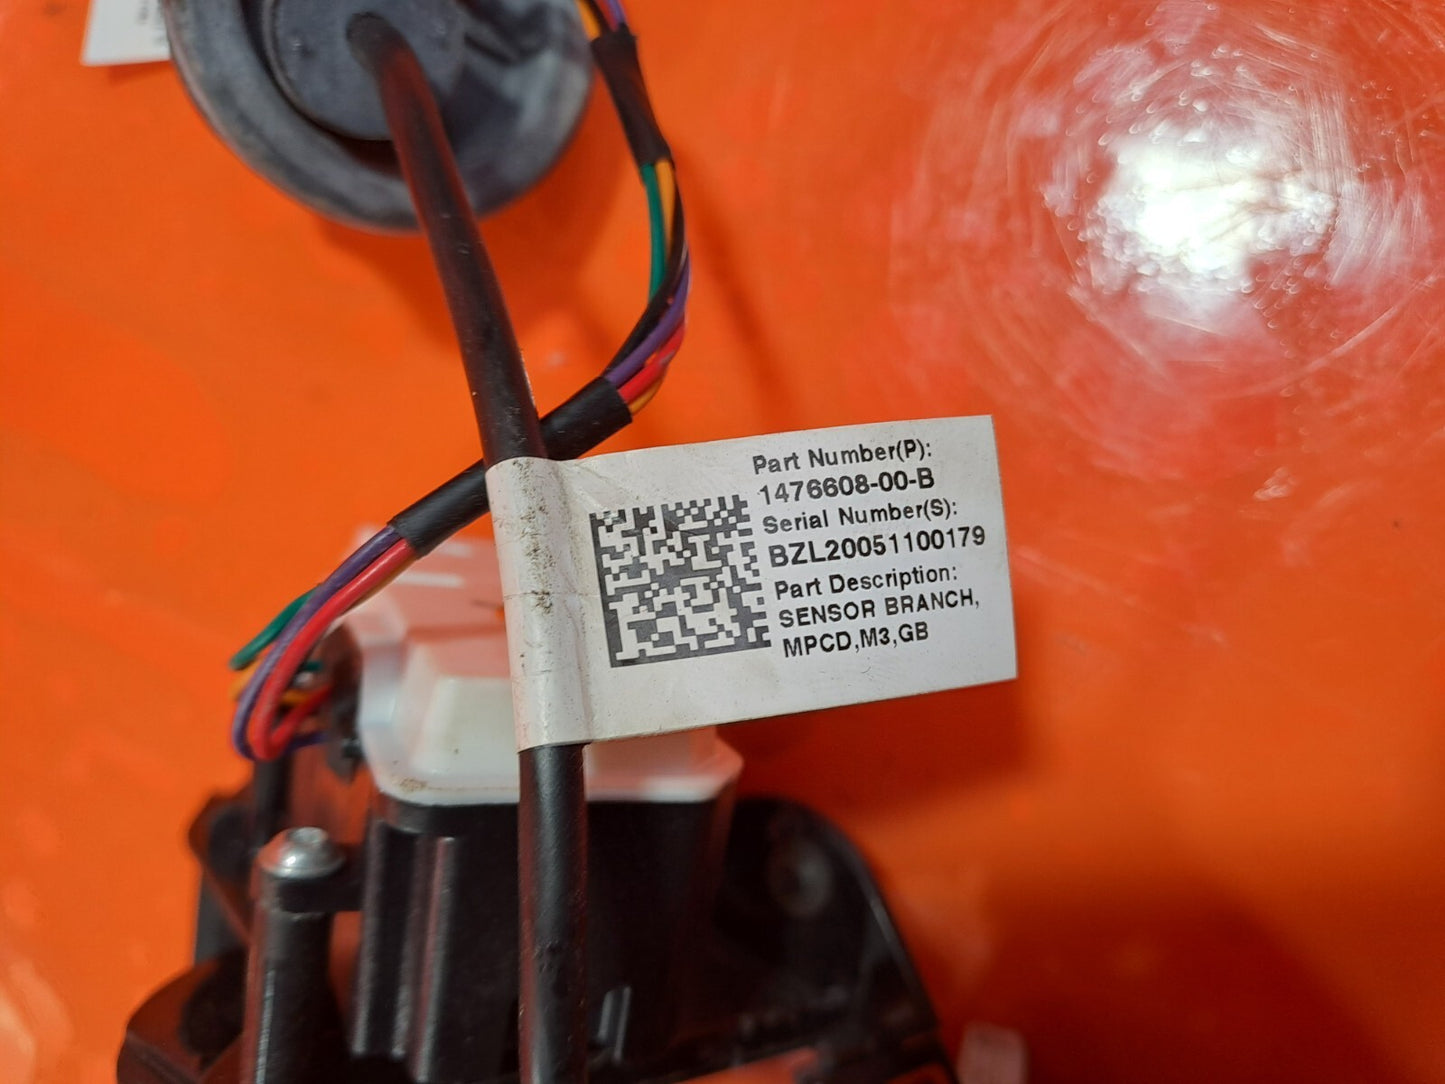 Part Number(P):
1476608-00-B
Serial Number(S):
BZL20051100179
Part Description:
SENSOR BRANCH,
MPCD,M3,GB